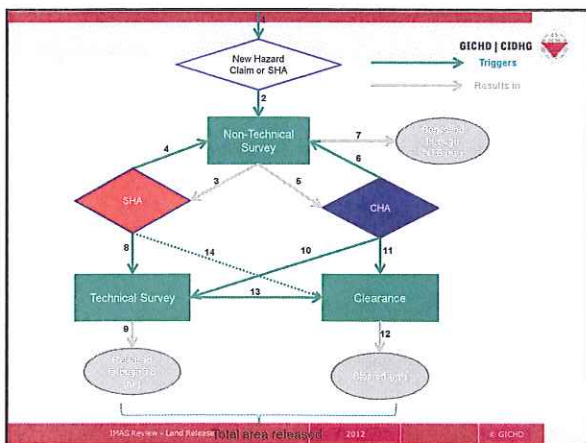 1
New Hazard
Claim or SHA
GICHD | CIDHG
Triggers
Results in
2
Non-Technical
Survey
7
4
6
3
5
SHA
CHA
8
14
10
11
Technical Survey
13
Clearance
9
12
IMAS Review - Land Release
Total area released
2012
© GICHD